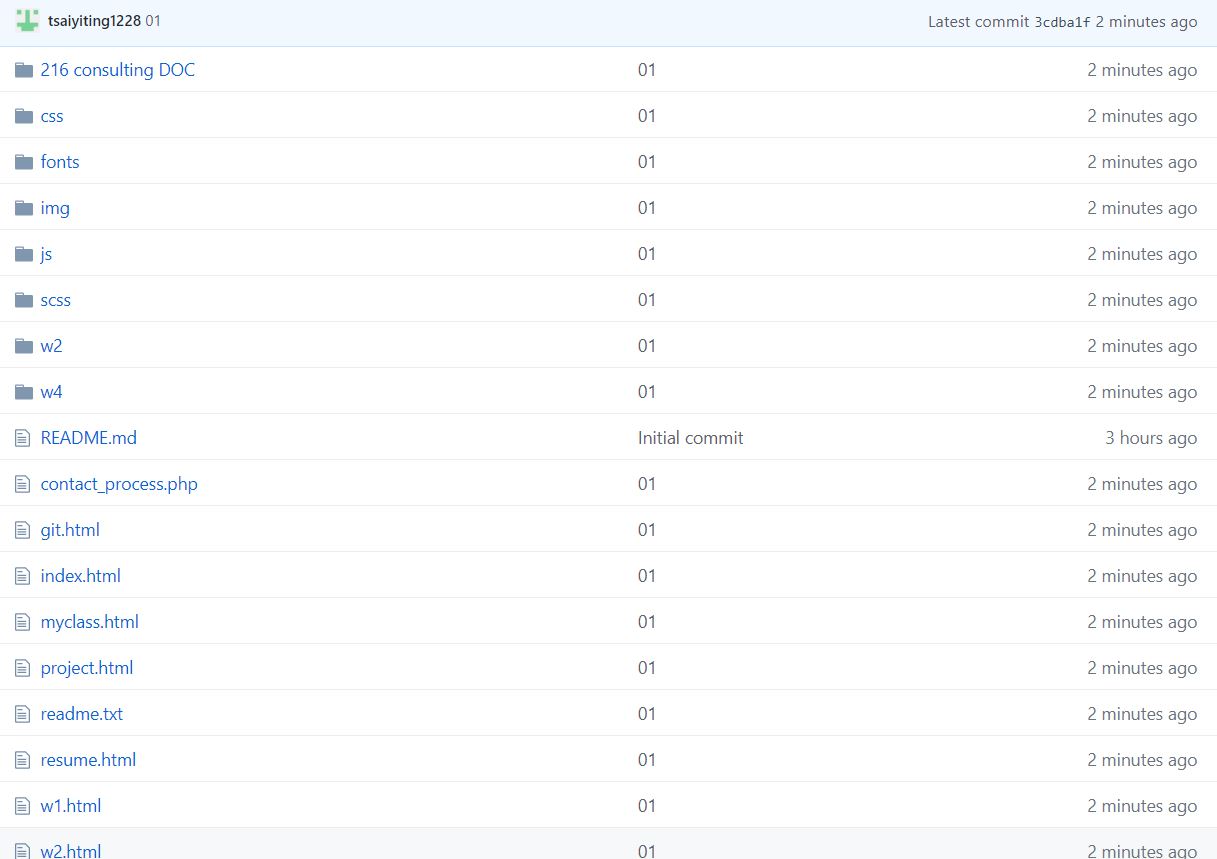 tsaiyiting1228 01 Latest commit 3cdba1f 2 minutes ago
216 consulting DOC 01 2 minutes ago
css 01 2 minutes ago
fonts 01 2 minutes ago
img 01 2 minutes ago
js 01 2 minutes ago
scss 01 2 minutes ago
w2 01 2 minutes ago
w4 01 2 minutes ago
README.md Initial commit 3 hours ago
contact_process.php 01 2 minutes ago
git.html 01 2 minutes ago
index.html 01 2 minutes ago
myclass.html 01 2 minutes ago
project.html 01 2 minutes ago
readme.txt 01 2 minutes ago
resume.html 01 2 minutes ago
w1.html 01 2 minutes ago
w2.html 01 2 minutes ago